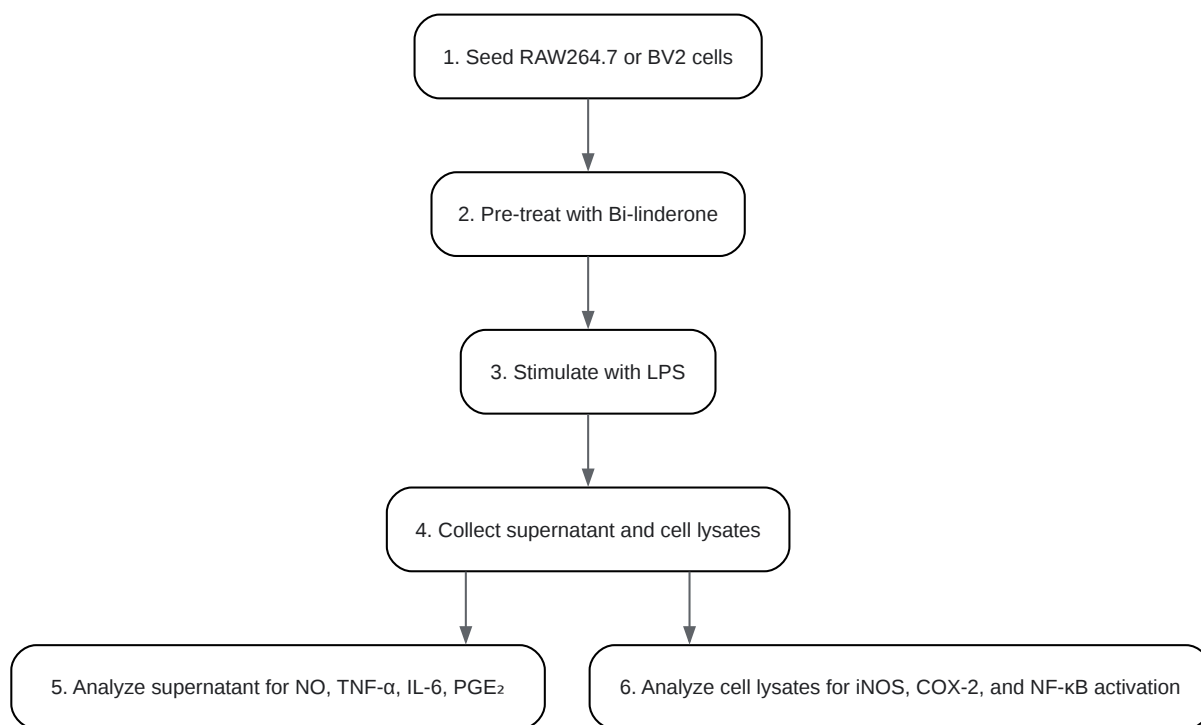 1. Seed RAW264.7 or BV2 cells
2. Pre-treat with Bi-linderone
3. Stimulate with LPS
4. Collect supernatant and cell lysates
5. Analyze supernatant for NO, TNF-α, IL-6, PGE₂
6. Analyze cell lysates for iNOS, COX-2, and NF-κB activation